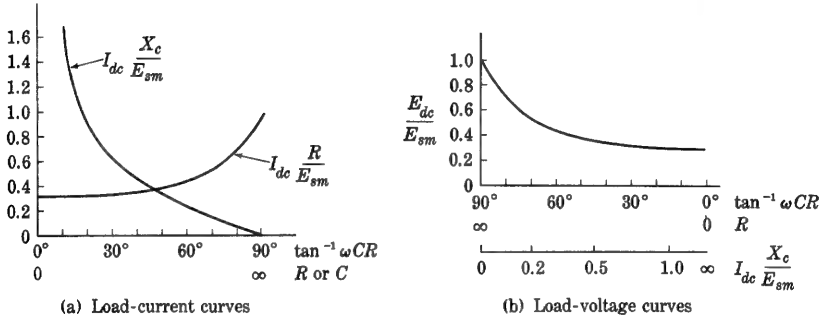 1.6
1.4
1.2
1.0
0.8
0.6
0.4
0.2
0
I_dc X_c/E_sm
I_dc R/E_sm
0° 30° 60° 90° tan⁻¹ ωCR
0 ∞ R or C
(a) Load-current curves
E_dc/E_sm
1.0
0.8
0.6
0.4
0.2
0
90° 60° 30° 0° tan⁻¹ ωCR
∞ 0 R
0 0.2 0.5 1.0 ∞ I_dc X_c/E_sm
(b) Load-voltage curves